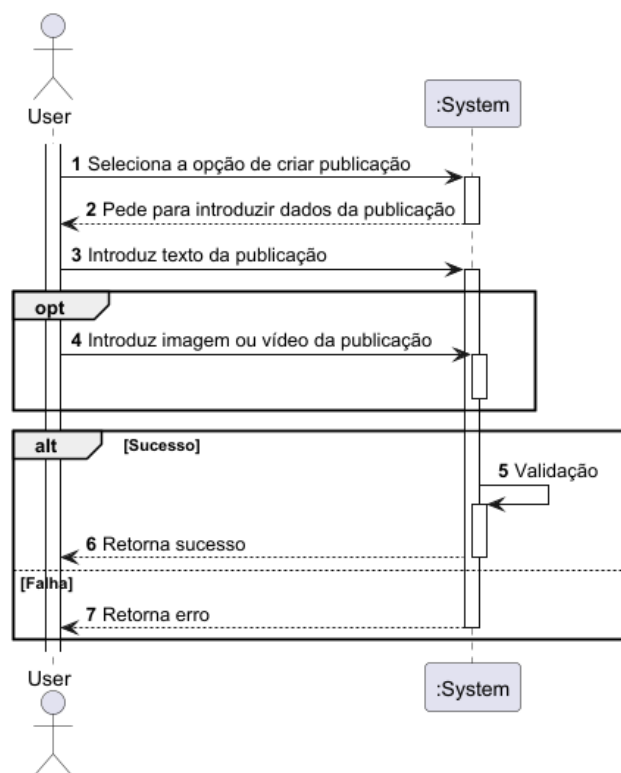 User
:System
1 Seleciona a opção de criar publicação
2 Pede para introduzir dados da publicação
3 Introduz texto da publicação
opt
4 Introduz imagem ou vídeo da publicação
alt [Sucesso]
5 Validação
6 Retorna sucesso
[Falha]
7 Retorna erro
User
:System